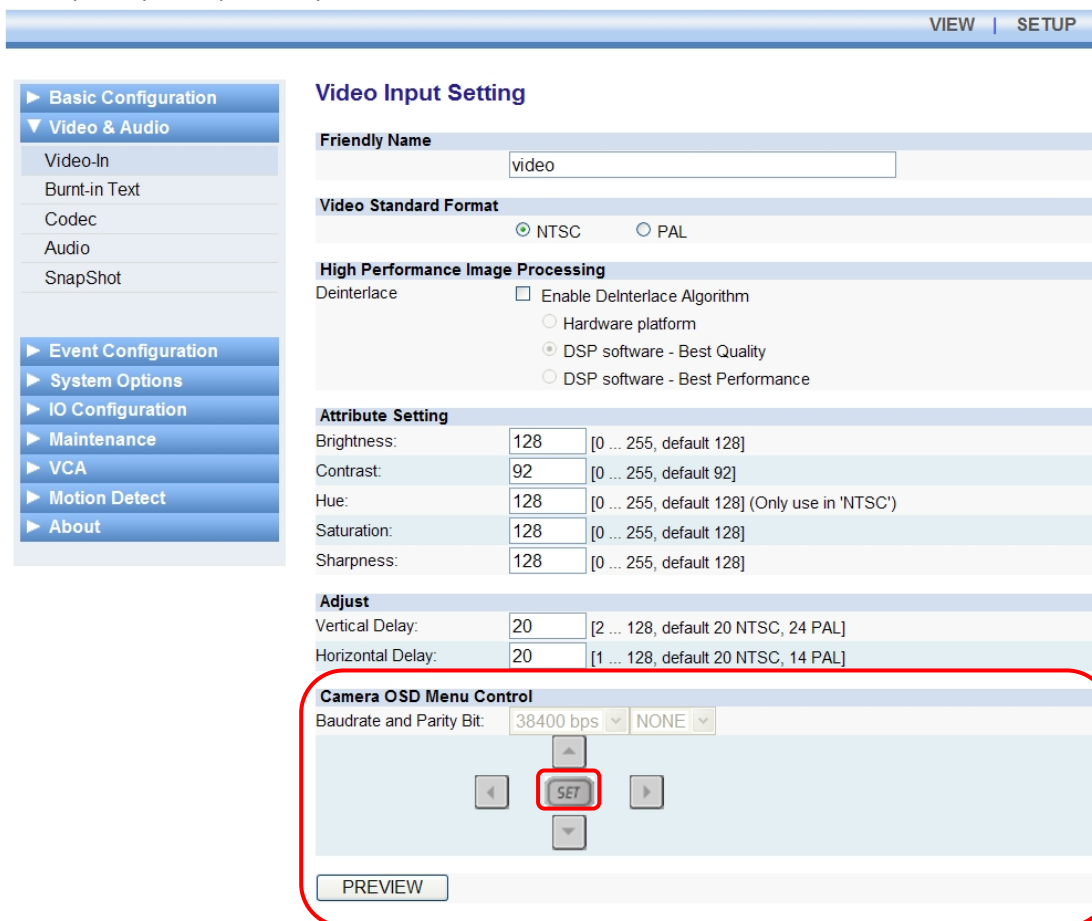 VIEW | SETUP
Basic Configuration
Video & Audio
Video-In
Burnt-in Text
Codec
Audio
SnapShot
Event Configuration
System Options
IO Configuration
Maintenance
VCA
Motion Detect
About
Video Input Setting
Friendly Name
video
Video Standard Format
NTSC PAL
High Performance Image Processing
Deinterlace Enable DeInterlace Algorithm
Hardware platform
DSP software - Best Quality
DSP software - Best Performance
Attribute Setting
Brightness: 128 [0 ... 255, default 128]
Contrast: 92 [0 ... 255, default 92]
Hue: 128 [0 ... 255, default 128] (Only use in 'NTSC')
Saturation: 128 [0 ... 255, default 128]
Sharpness: 128 [0 ... 255, default 128]
Adjust
Vertical Delay: 20 [2 ... 128, default 20 NTSC, 24 PAL]
Horizontal Delay: 20 [1 ... 128, default 20 NTSC, 14 PAL]
Camera OSD Menu Control
Baudrate and Parity Bit: 38400 bps NONE
SET
PREVIEW